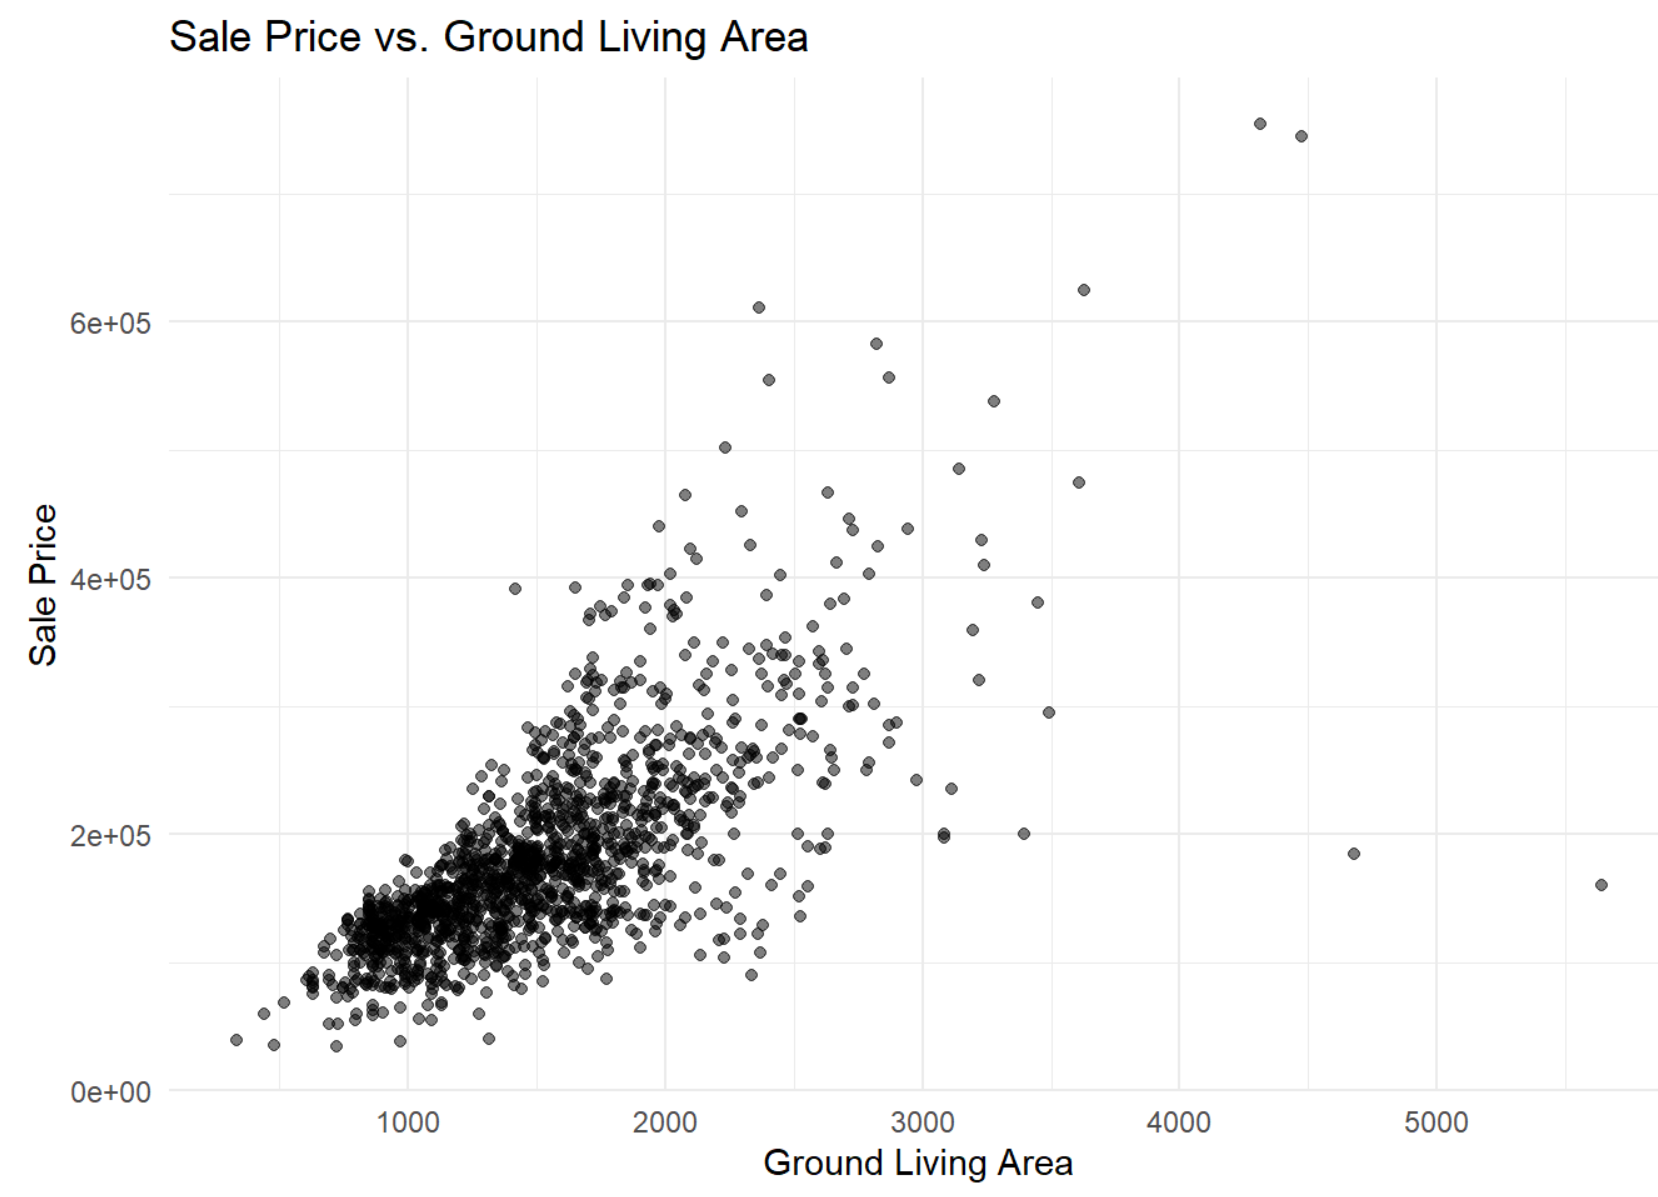 Sale Price vs. Ground Living Area
Sale Price
6e+05
4e+05
2e+05
0e+00
1000 2000 3000 4000 5000
Ground Living Area